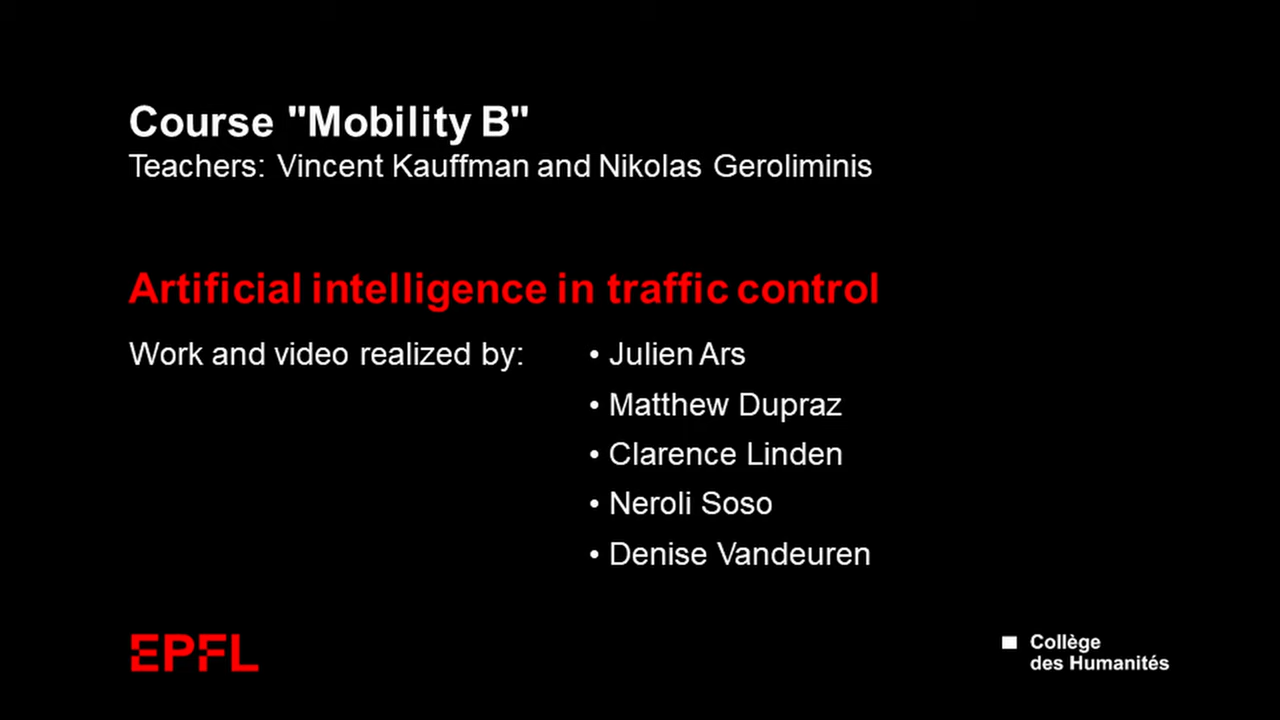 Course "Mobility B"
Teachers: Vincent Kauffman and Nikolas Geroliminis
Artificial intelligence in traffic control
Work and video realized by:
• Julien Ars
• Matthew Dupraz
• Clarence Linden
• Neroli Soso
• Denise Vandeuren
EPFL
Collège
des Humanités